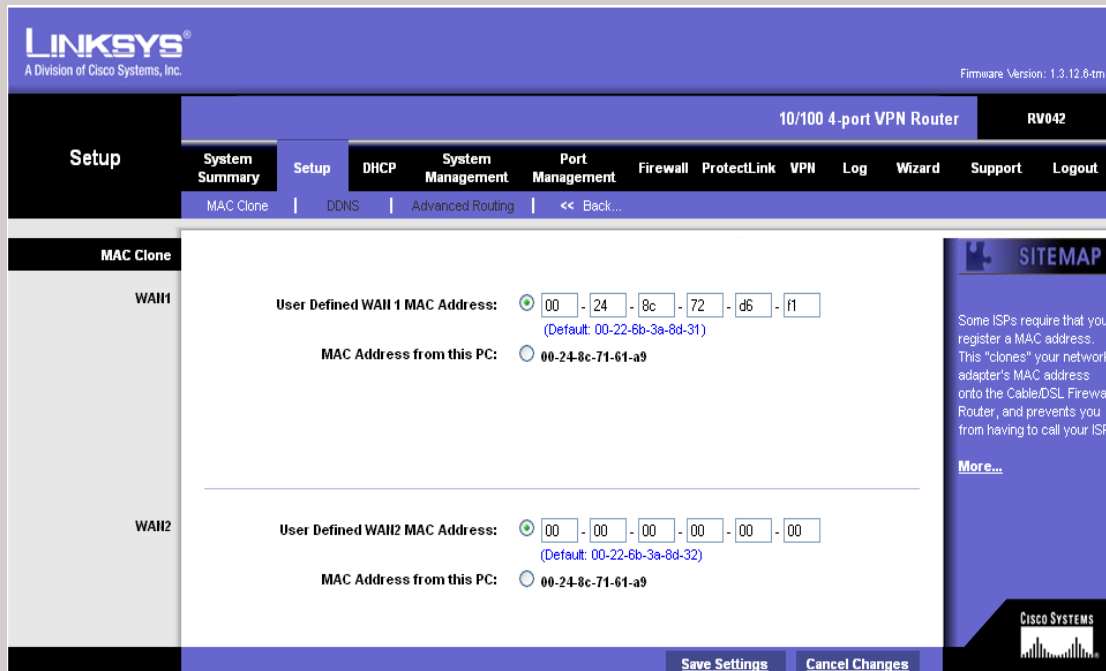 LINKSYS®
A Division of Cisco Systems, Inc.
Firmware Version: 1.3.12.6-tm
10/100 4-port VPN Router
RV042
Setup
System Summary
Setup
DHCP
System Management
Port Management
Firewall
ProtectLink
VPN
Log
Wizard
Support
Logout
MAC Clone | DDNS | Advanced Routing | << Back...
MAC Clone
SITEMAP
WAN1
User Defined WAN 1 MAC Address: 00 - 24 - 8c - 72 - d6 - f1
(Default: 00-22-6b-3a-8d-31)
MAC Address from this PC: 00-24-8c-71-61-a9
Some ISPs require that you
register a MAC address.
This "clones" your network
adapter's MAC address
onto the Cable/DSL Firewa
Router, and prevents you
from having to call your ISP
More...
WAN2
User Defined WAN2 MAC Address: 00 - 00 - 00 - 00 - 00 - 00
(Default: 00-22-6b-3a-8d-32)
MAC Address from this PC: 00-24-8c-71-61-a9
CISCO SYSTEMS
Save Settings
Cancel Changes